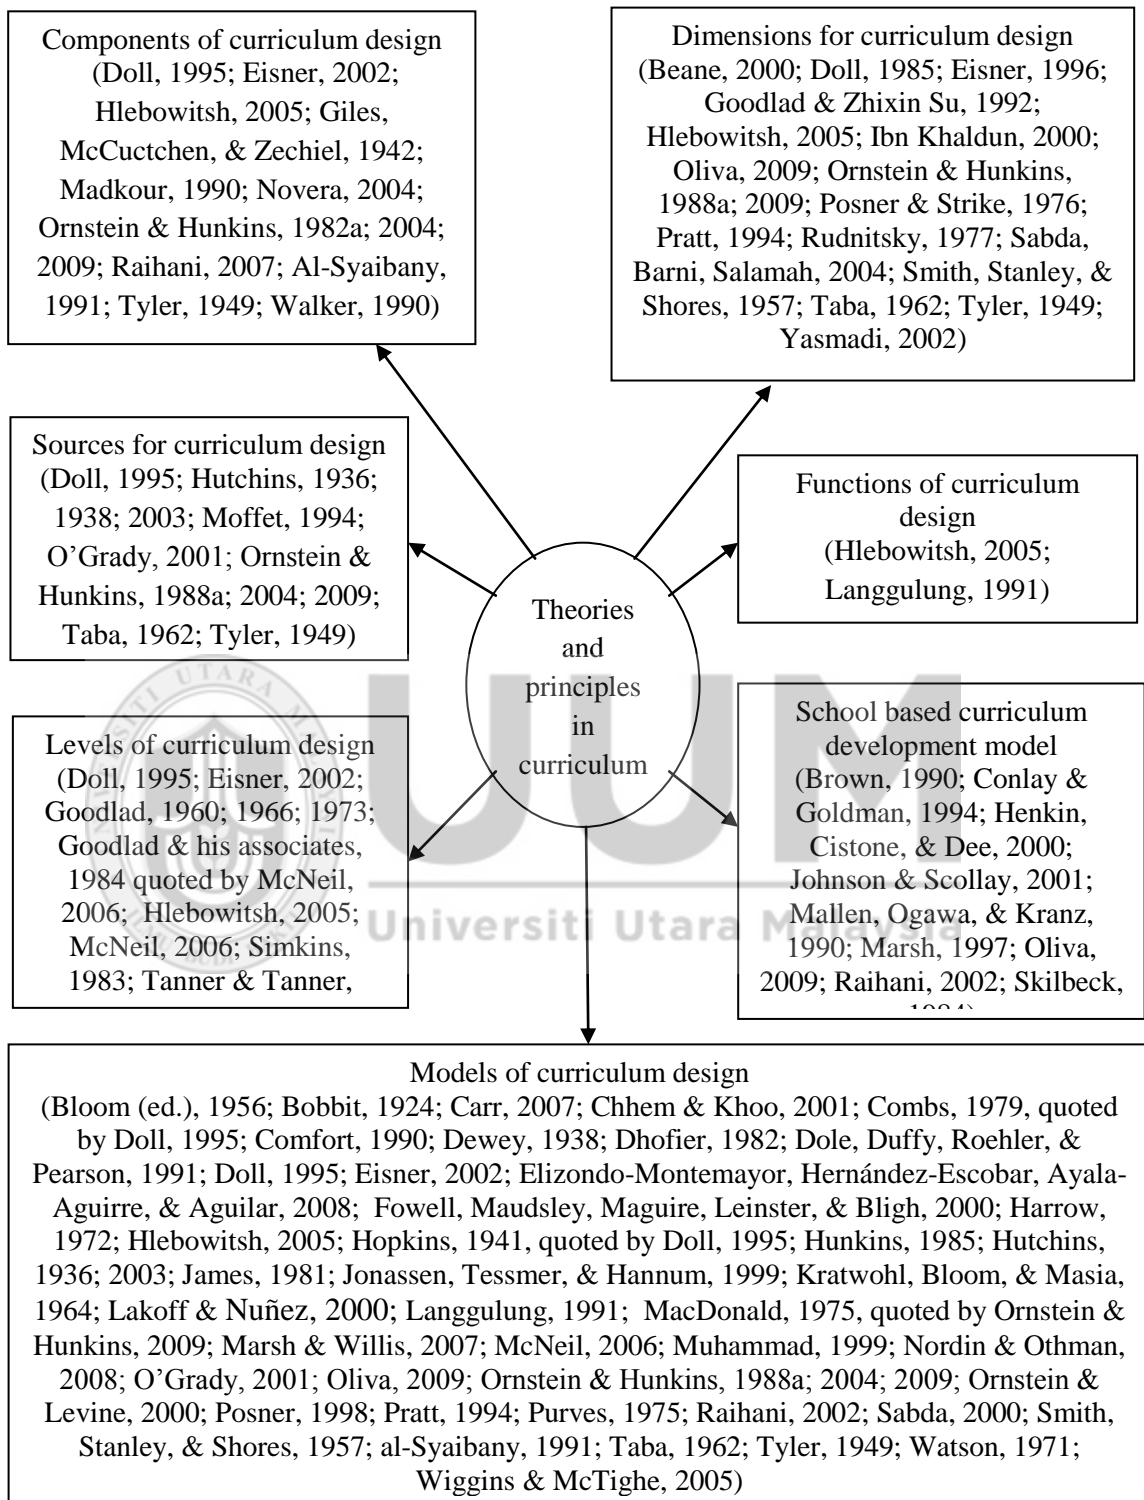 Components of curriculum design
(Doll, 1995; Eisner, 2002;
Hlebowitsh, 2005; Giles,
McCuctchen, & Zechiel, 1942;
Madkour, 1990; Novera, 2004;
Ornstein & Hunkins, 1982a; 2004;
2009; Raihani, 2007; Al-Syaibany,
1991; Tyler, 1949; Walker, 1990)
Dimensions for curriculum design
(Beane, 2000; Doll, 1985; Eisner, 1996;
Goodlad & Zhixin Su, 1992;
Hlebowitsh, 2005; Ibn Khaldun, 2000;
Oliva, 2009; Ornstein & Hunkins,
1988a; 2009; Posner & Strike, 1976;
Pratt, 1994; Rudnitsky, 1977; Sabda,
Barni, Salamah, 2004; Smith, Stanley, &
Shores, 1957; Taba, 1962; Tyler, 1949;
Yasmadi, 2002)
Sources for curriculum design
(Doll, 1995; Hutchins, 1936;
1938; 2003; Moffet, 1994;
O’Grady, 2001; Ornstein &
Hunkins, 1988a; 2004; 2009;
Taba, 1962; Tyler, 1949)
Functions of curriculum
design
(Hlebowitsh, 2005;
Langgulung, 1991)
Theories
and
principles
in
curriculum
Levels of curriculum design
(Doll, 1995; Eisner, 2002;
Goodlad, 1960; 1966; 1973;
Goodlad & his associates,
1984 quoted by McNeil,
2006; Hlebowitsh, 2005;
McNeil, 2006; Simkins,
1983; Tanner & Tanner,
School based curriculum
development model
(Brown, 1990; Conlay &
Goldman, 1994; Henkin,
Cistone, & Dee, 2000;
Johnson & Scollay, 2001;
Mallen, Ogawa, & Kranz,
1990; Marsh, 1997; Oliva,
2009; Raihani, 2002; Skilbeck,
UUM
Universiti Utara Malaysia
Models of curriculum design
(Bloom (ed.), 1956; Bobbit, 1924; Carr, 2007; Chhem & Khoo, 2001; Combs, 1979, quoted
by Doll, 1995; Comfort, 1990; Dewey, 1938; Dhofier, 1982; Dole, Duffy, Roehler, &
Pearson, 1991; Doll, 1995; Eisner, 2002; Elizondo-Montemayor, Hernández-Escobar, Ayala-
Aguirre, & Aguilar, 2008; Fowell, Maudsley, Maguire, Leinster, & Bligh, 2000; Harrow,
1972; Hlebowitsh, 2005; Hopkins, 1941, quoted by Doll, 1995; Hunkins, 1985; Hutchins,
1936; 2003; James, 1981; Jonassen, Tessmer, & Hannum, 1999; Kratwohl, Bloom, & Masia,
1964; Lakoff & Nuñez, 2000; Langgulung, 1991; MacDonald, 1975, quoted by Ornstein &
Hunkins, 2009; Marsh & Willis, 2007; McNeil, 2006; Muhammad, 1999; Nordin & Othman,
2008; O’Grady, 2001; Oliva, 2009; Ornstein & Hunkins, 1988a; 2004; 2009; Ornstein &
Levine, 2000; Posner, 1998; Pratt, 1994; Purves, 1975; Raihani, 2002; Sabda, 2000; Smith,
Stanley, & Shores, 1957; al-Syaibany, 1991; Taba, 1962; Tyler, 1949; Watson, 1971;
Wiggins & McTighe, 2005)